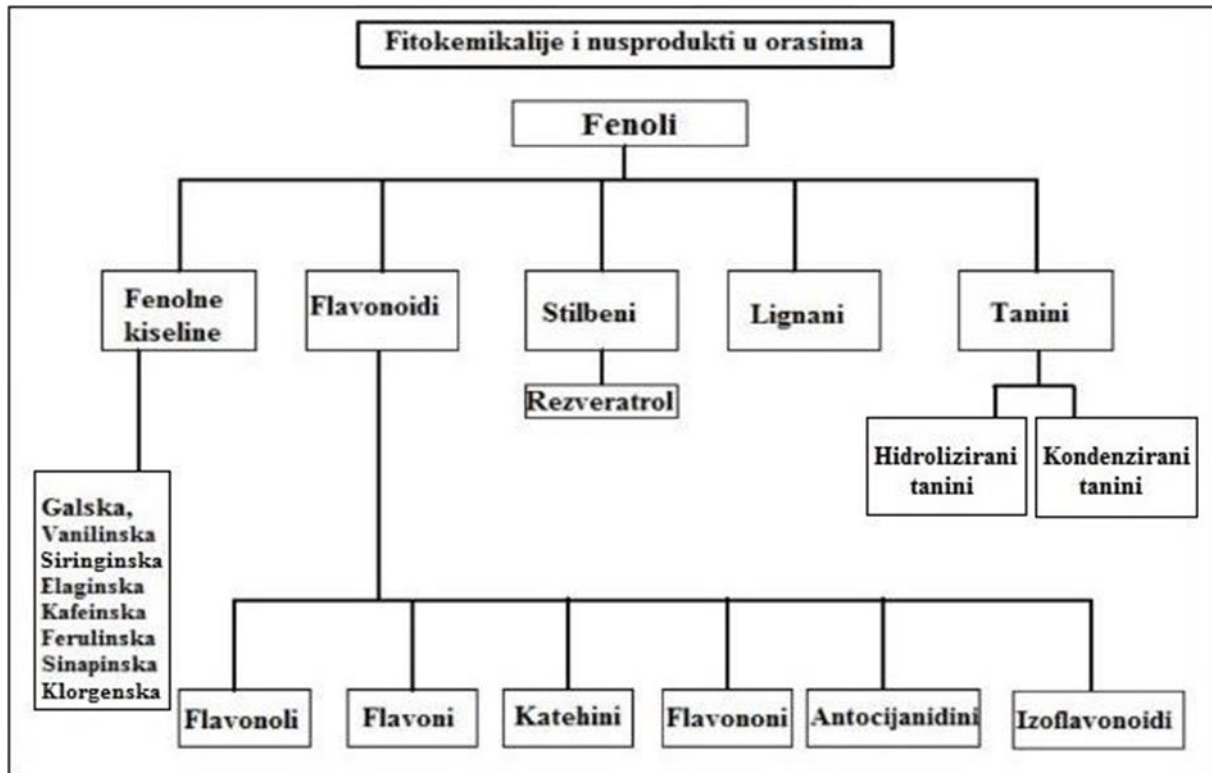 Fitokemikalije i nusprodukti u orasima
Fenoli
Fenolne
kiseline
Flavonoidi
Stilbeni
Lignani
Tanini
Rezveratrol
Hidrolizirani
tanini
Kondenzirani
tanini
Galska,
Vanilinska
Siringinska
Elaginska
Kafeinska
Ferulinska
Sinapinska
Klorgenska
Flavonoli
Flavoni
Katehini
Flavononi
Antocijanidini
Izoflavonoidi